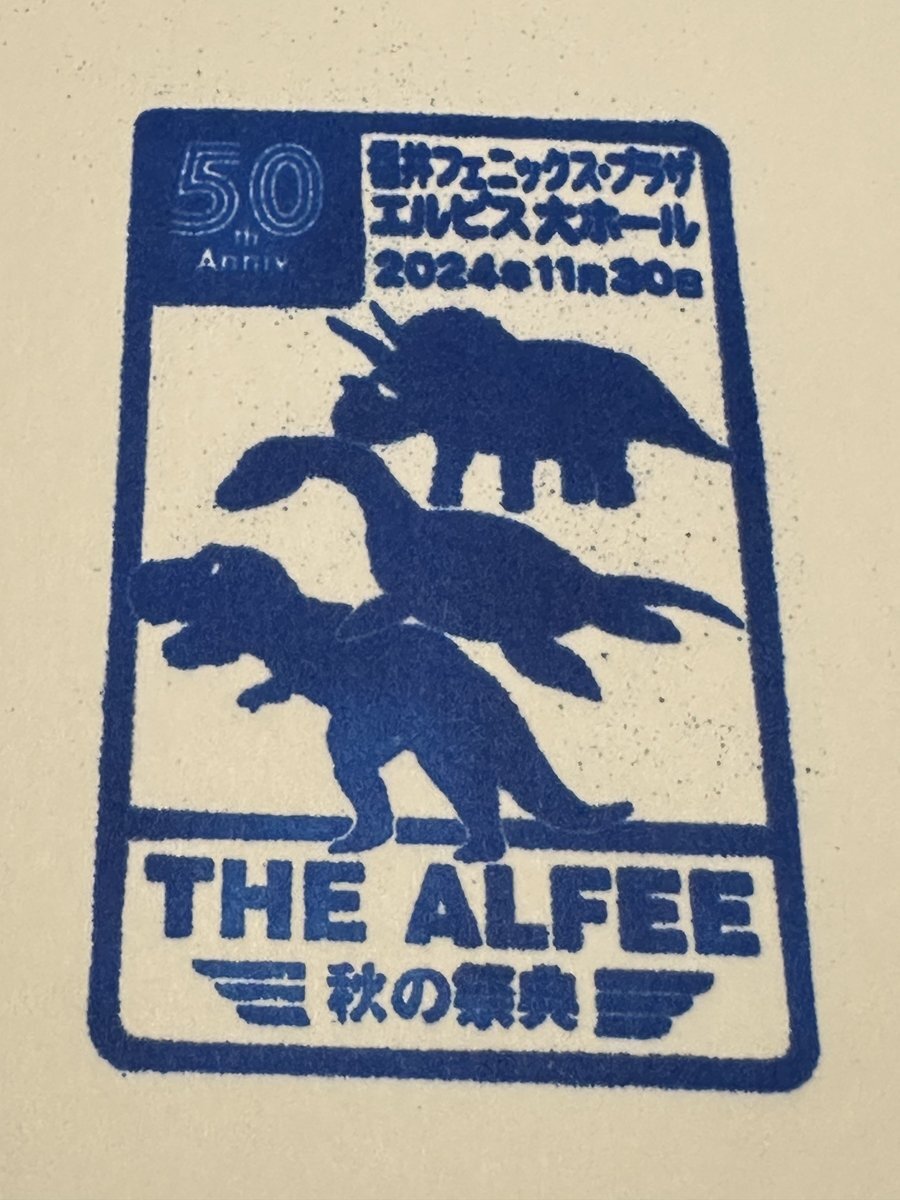 50
th
Anniv.
福井フェニックス・プラザ
エルピス大ホール
2024年11月30日
THE ALFEE
秋の祭典